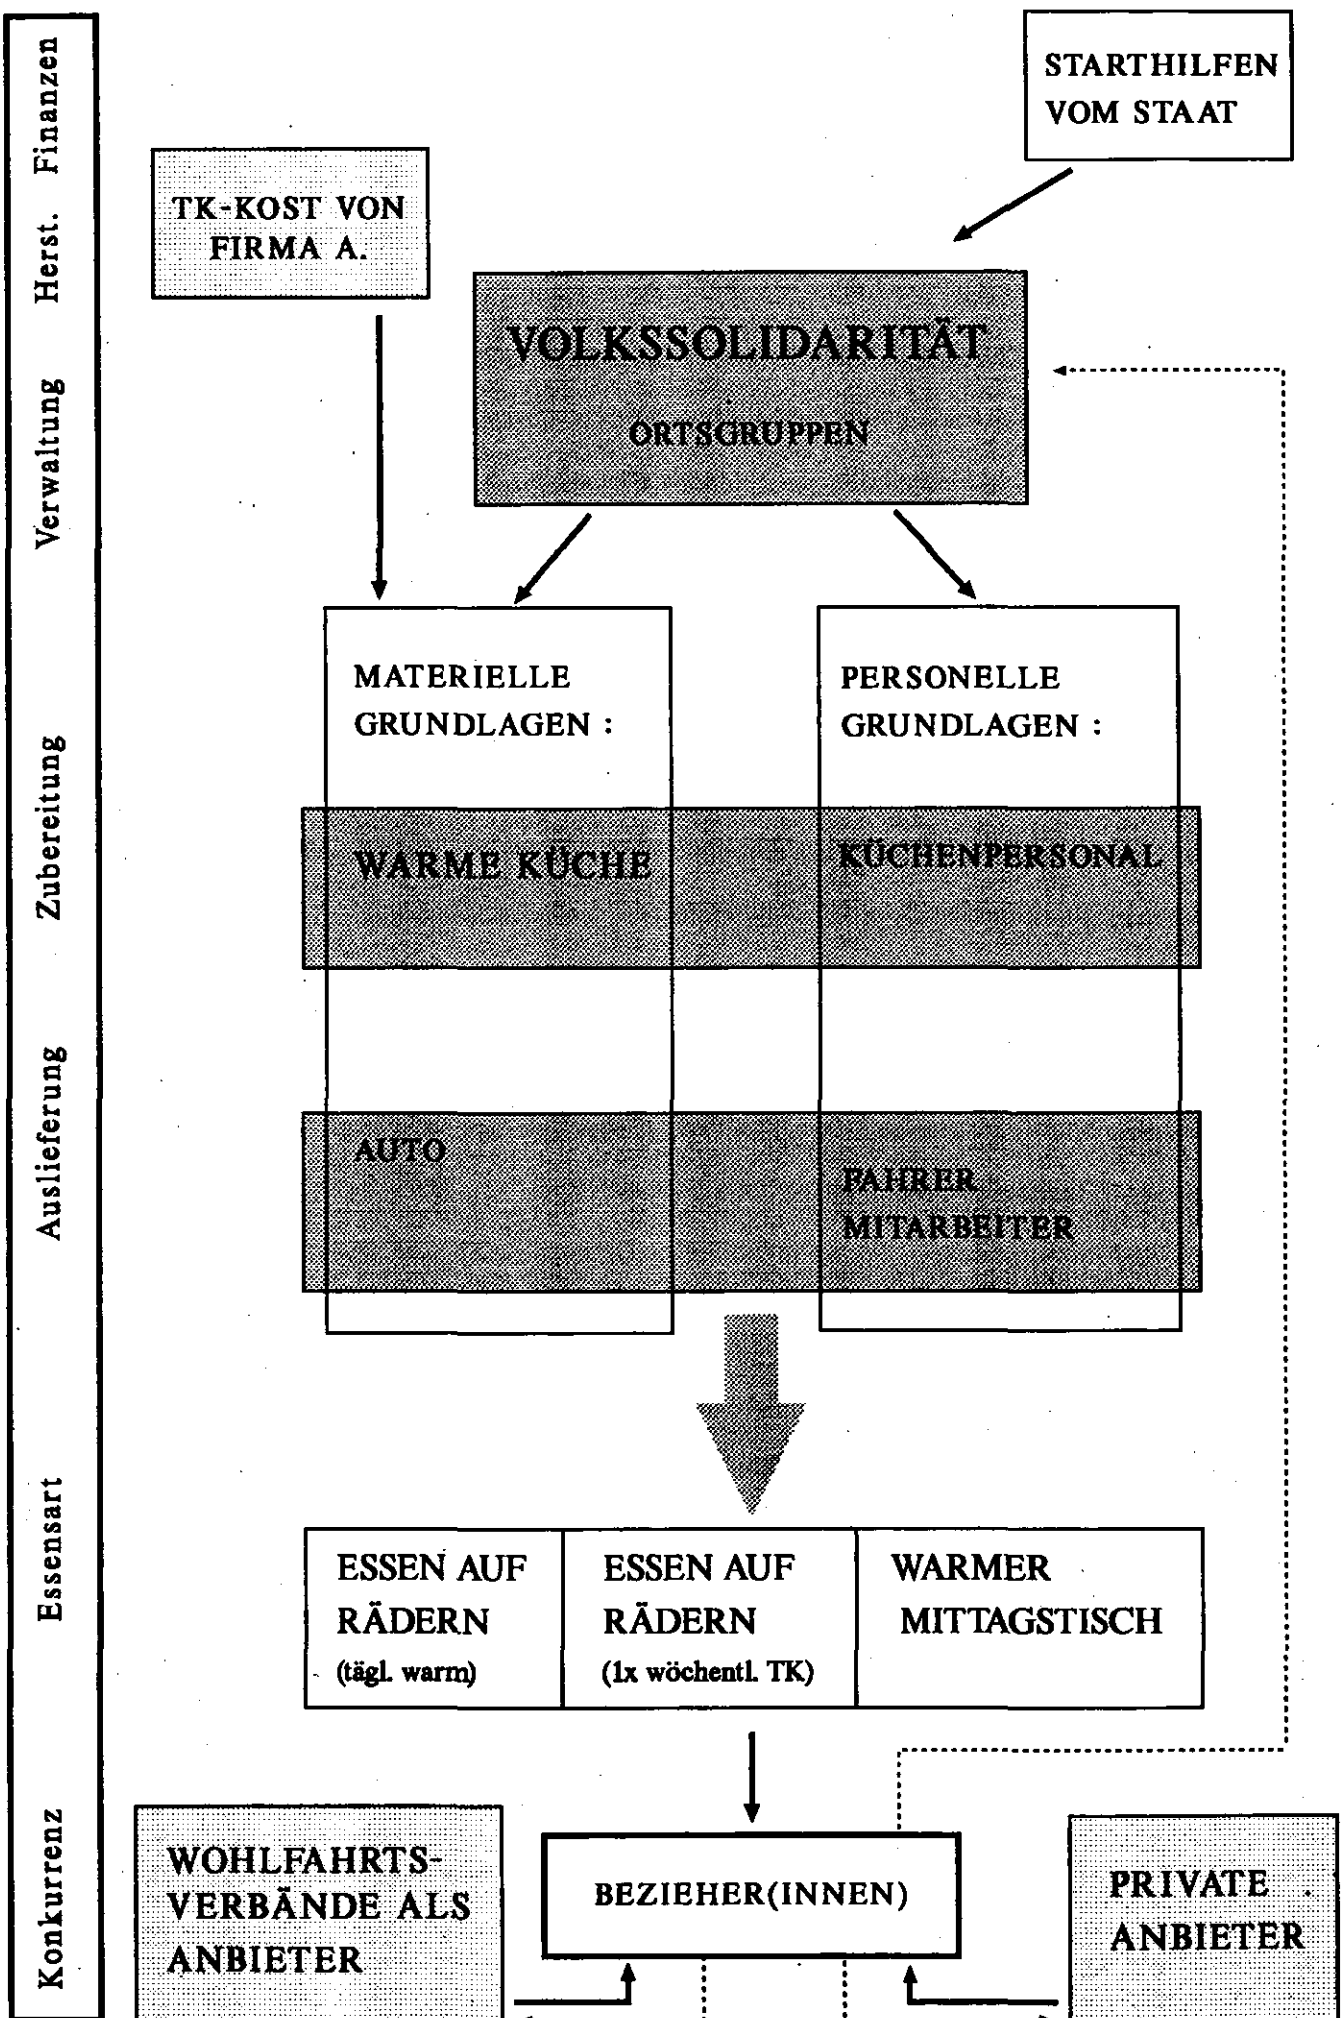 Finanzen
Herst.
Verwaltung
Zubereitung
Auslieferung
Essensart
Konkurrenz
STARTHILFEN
VOM STAAT
TK-KOST VON
FIRMA A.
VOLKSSOLIDARITÄT
ORTSGRUPPEN
MATERIELLE
GRUNDLAGEN :
PERSONELLE
GRUNDLAGEN :
WARME KÜCHE
KÜCHENPERSONAL
AUTO
FAHRER
MITARBEITER
ESSEN AUF
RÄDERN
(tägl. warm)
ESSEN AUF
RÄDERN
(1x wöchentl. TK)
WARMER
MITTAGSTISCH
WOHLFAHRTS-
VERBÄNDE ALS
ANBIETER
BEZIEHER(INNEN)
PRIVATE
ANBIETER